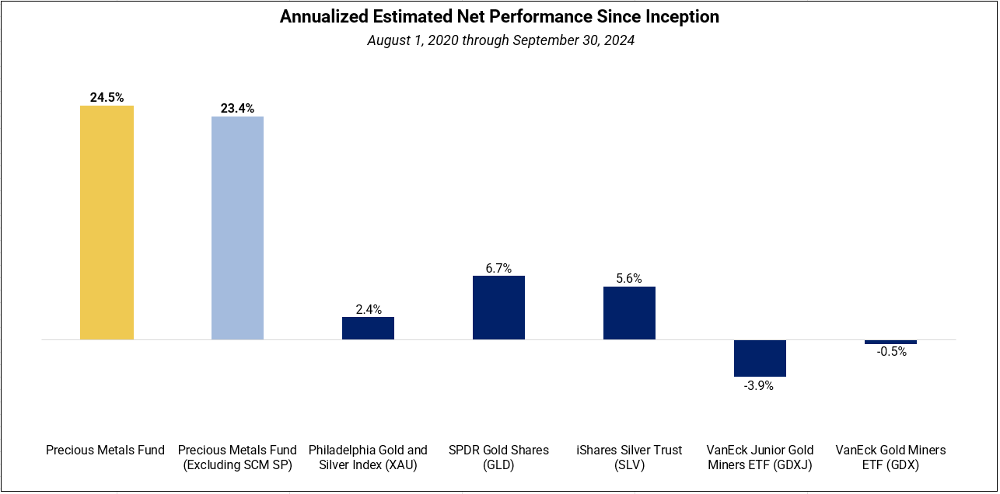 Annualized Estimated Net Performance Since Inception
August 1, 2020 through September 30, 2024
24.5%
23.4%
2.4%
6.7%
5.6%
-3.9%
-0.5%
Precious Metals Fund
Precious Metals Fund
(Excluding SCM SP)
Philadelphia Gold and
Silver Index (XAU)
SPDR Gold Shares
(GLD)
iShares Silver Trust
(SLV)
VanEck Junior Gold
Miners ETF (GDXJ)
VanEck Gold Miners
ETF (GDX)